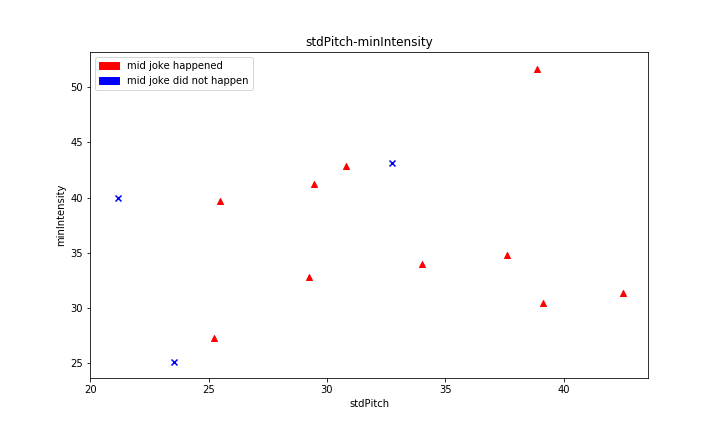 stdPitch-minIntensity
mid joke happened
mid joke did not happen
50
45
40
35
30
25
minIntensity
20
25
30
35
40
stdPitch